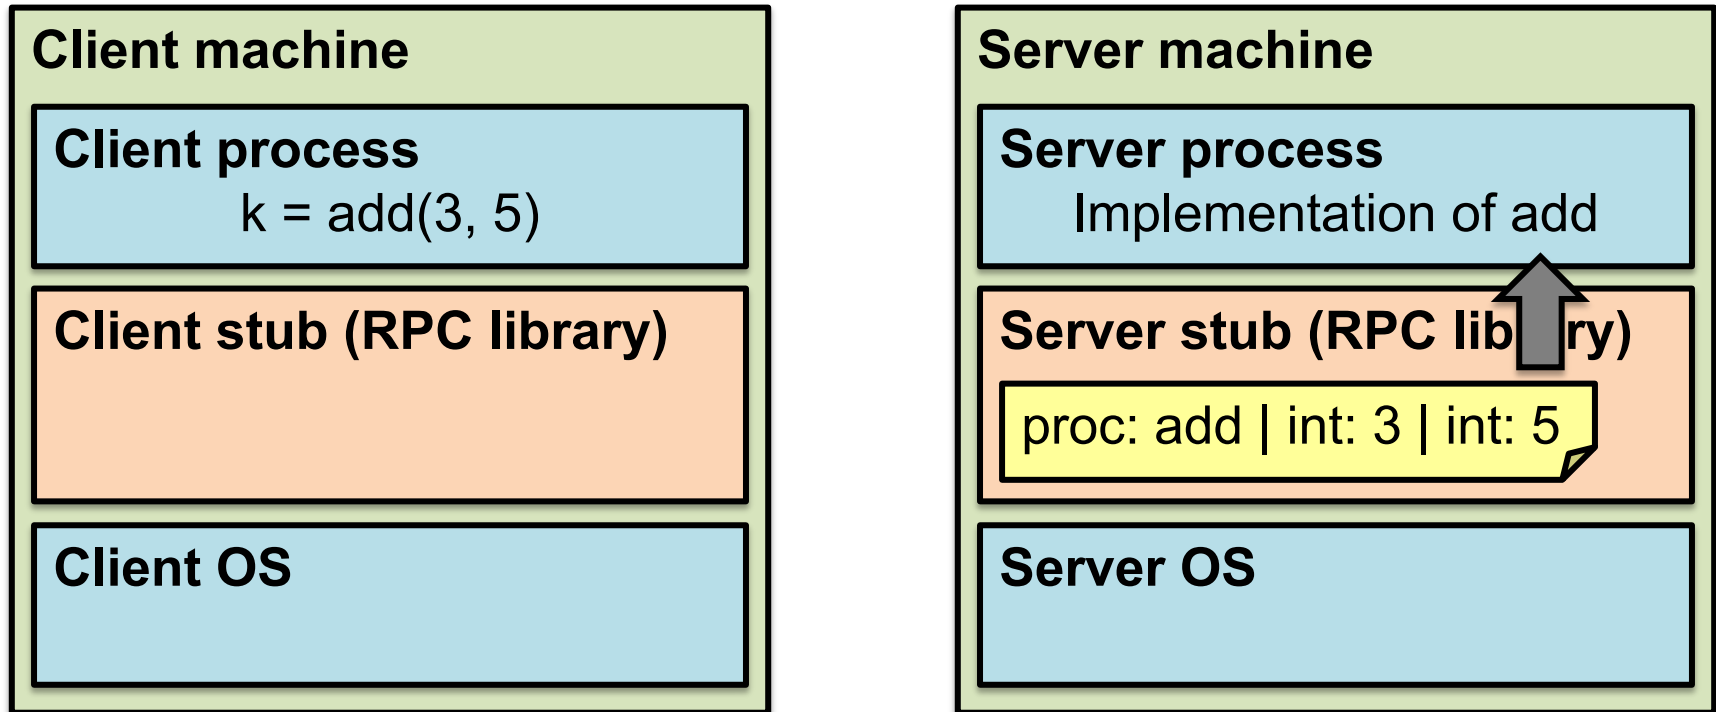 Client machine
Client process
k = add(3, 5)
Client stub (RPC library)
Client OS
Server machine
Server process
Implementation of add
Server stub (RPC lib ry)
proc: add | int: 3 | int: 5
Server OS